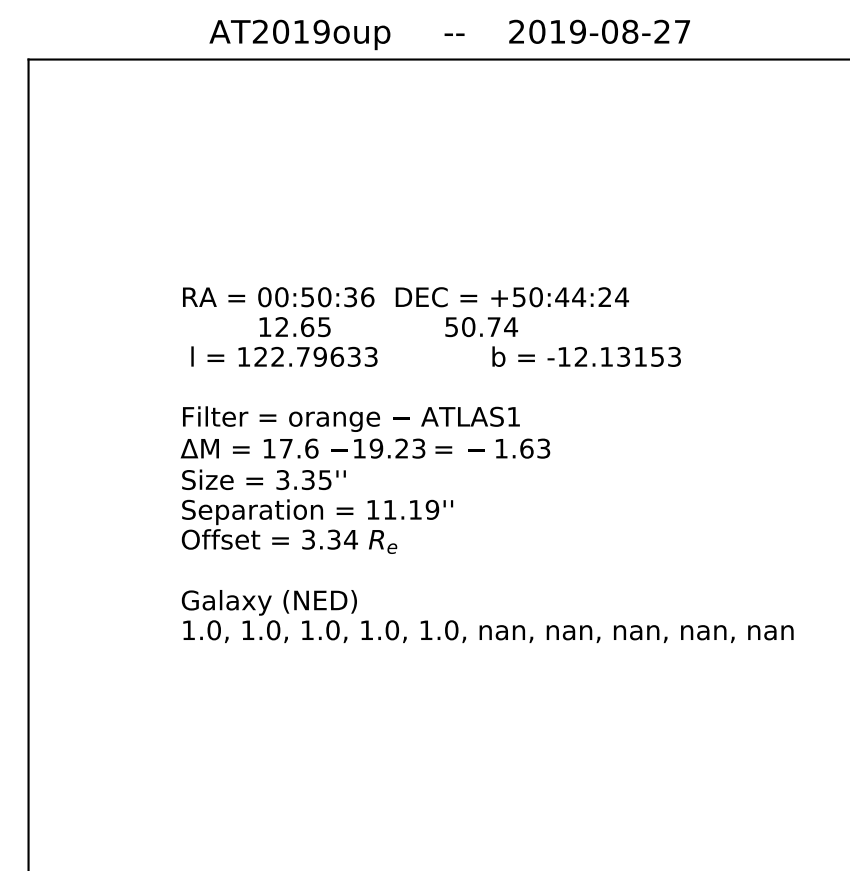 AT2019oup -- 2019-08-27
RA = 00:50:36 DEC = +50:44:24
12.65 50.74
l = 122.79633 b = -12.13153
Filter = orange − ATLAS1
ΔM = 17.6 −19.23 = − 1.63
Size = 3.35''
Separation = 11.19''
Offset = 3.34 Rₑ
Galaxy (NED)
1.0, 1.0, 1.0, 1.0, 1.0, nan, nan, nan, nan, nan